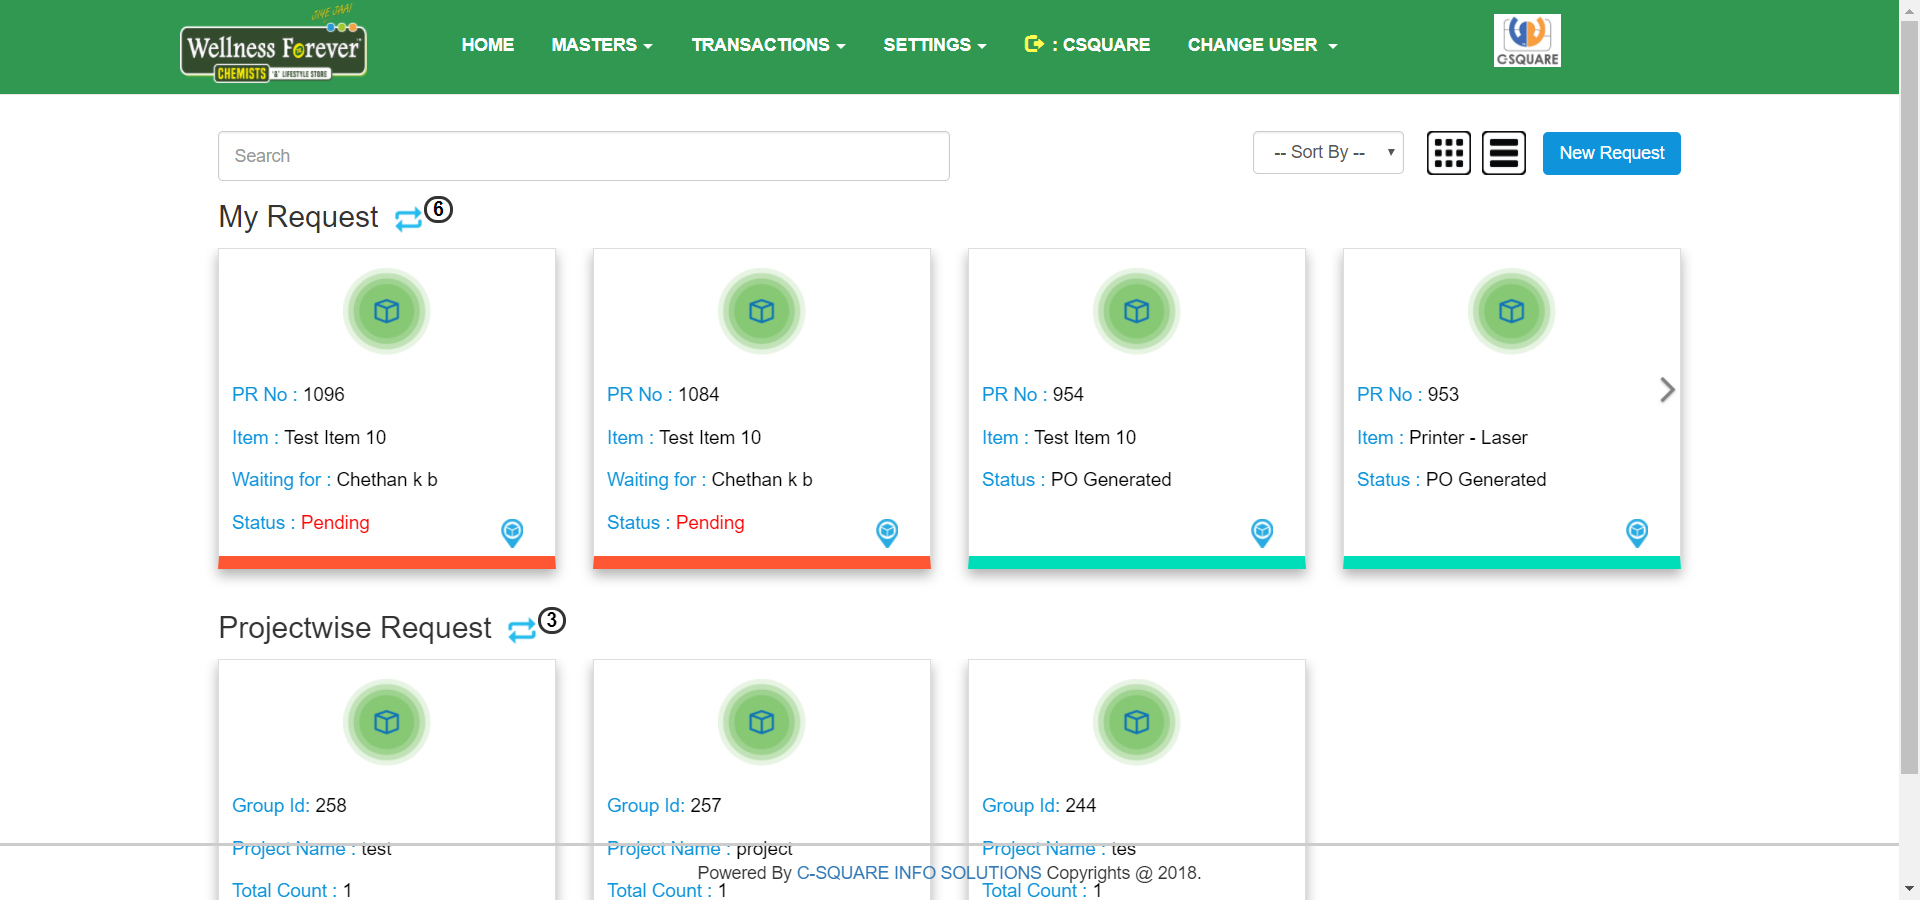 JIYE JAAI
Wellness Forever
CHEMISTS '&' LIFESTYLE STORE
HOME MASTERS TRANSACTIONS SETTINGS : CSQUARE CHANGE USER
C-SQUARE
Search
-- Sort By --
New Request
My Request 6
PR No : 1096
Item : Test Item 10
Waiting for : Chethan k b
Status : Pending
PR No : 1084
Item : Test Item 10
Waiting for : Chethan k b
Status : Pending
PR No : 954
Item : Test Item 10
Status : PO Generated
PR No : 953
Item : Printer - Laser
Status : PO Generated
Projectwise Request 3
Group Id: 258
Project Name : test
Total Count : 1
Group Id: 257
Project Name : project
Total Count : 1
Group Id: 244
Project Name : tes
Total Count : 1
Powered By C-SQUARE INFO SOLUTIONS Copyrights @ 2018.